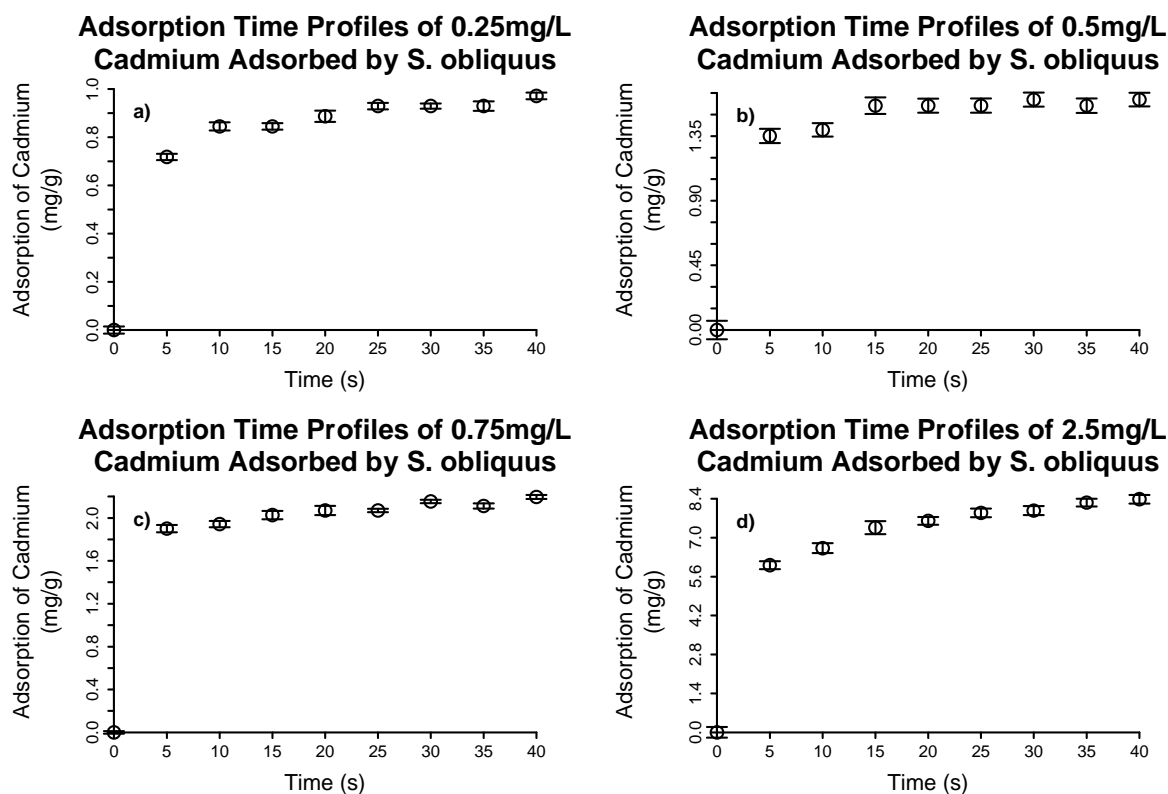 Adsorption Time Profiles of 0.25mg/L
Cadmium Adsorbed by S. obliquus
a)
Adsorption of Cadmium
(mg/g)
0.0 0.2 0.4 0.6 0.8 1.0
0 5 10 15 20 25 30 35 40
Time (s)
Adsorption Time Profiles of 0.5mg/L
Cadmium Adsorbed by S. obliquus
b)
Adsorption of Cadmium
(mg/g)
0.00 0.45 0.90 1.35
0 5 10 15 20 25 30 35 40
Time (s)
Adsorption Time Profiles of 0.75mg/L
Cadmium Adsorbed by S. obliquus
c)
Adsorption of Cadmium
(mg/g)
0.0 0.4 0.8 1.2 1.6 2.0
0 5 10 15 20 25 30 35 40
Time (s)
Adsorption Time Profiles of 2.5mg/L
Cadmium Adsorbed by S. obliquus
d)
Adsorption of Cadmium
(mg/g)
0.0 1.4 2.8 4.2 5.6 7.0 8.4
0 5 10 15 20 25 30 35 40
Time (s)